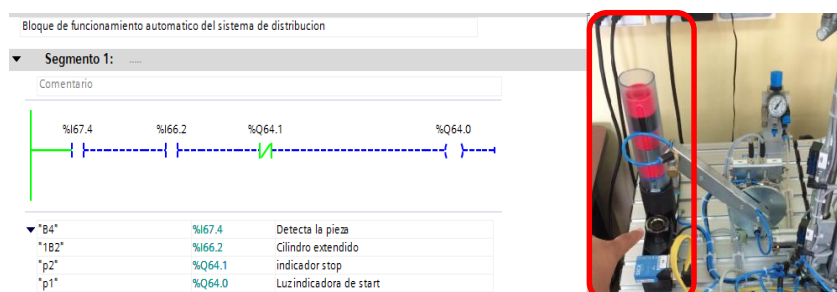 Bloque de funcionamiento automatico del sistema de distribucion
Segmento 1: .....
Comentario
%I67.4 %I66.2 %Q64.1 %Q64.0
"B4" %I67.4 Detecta la pieza
"1B2" %I66.2 Cilindro extendido
"p2" %Q64.1 indicador stop
"p1" %Q64.0 Luz indicadora de start